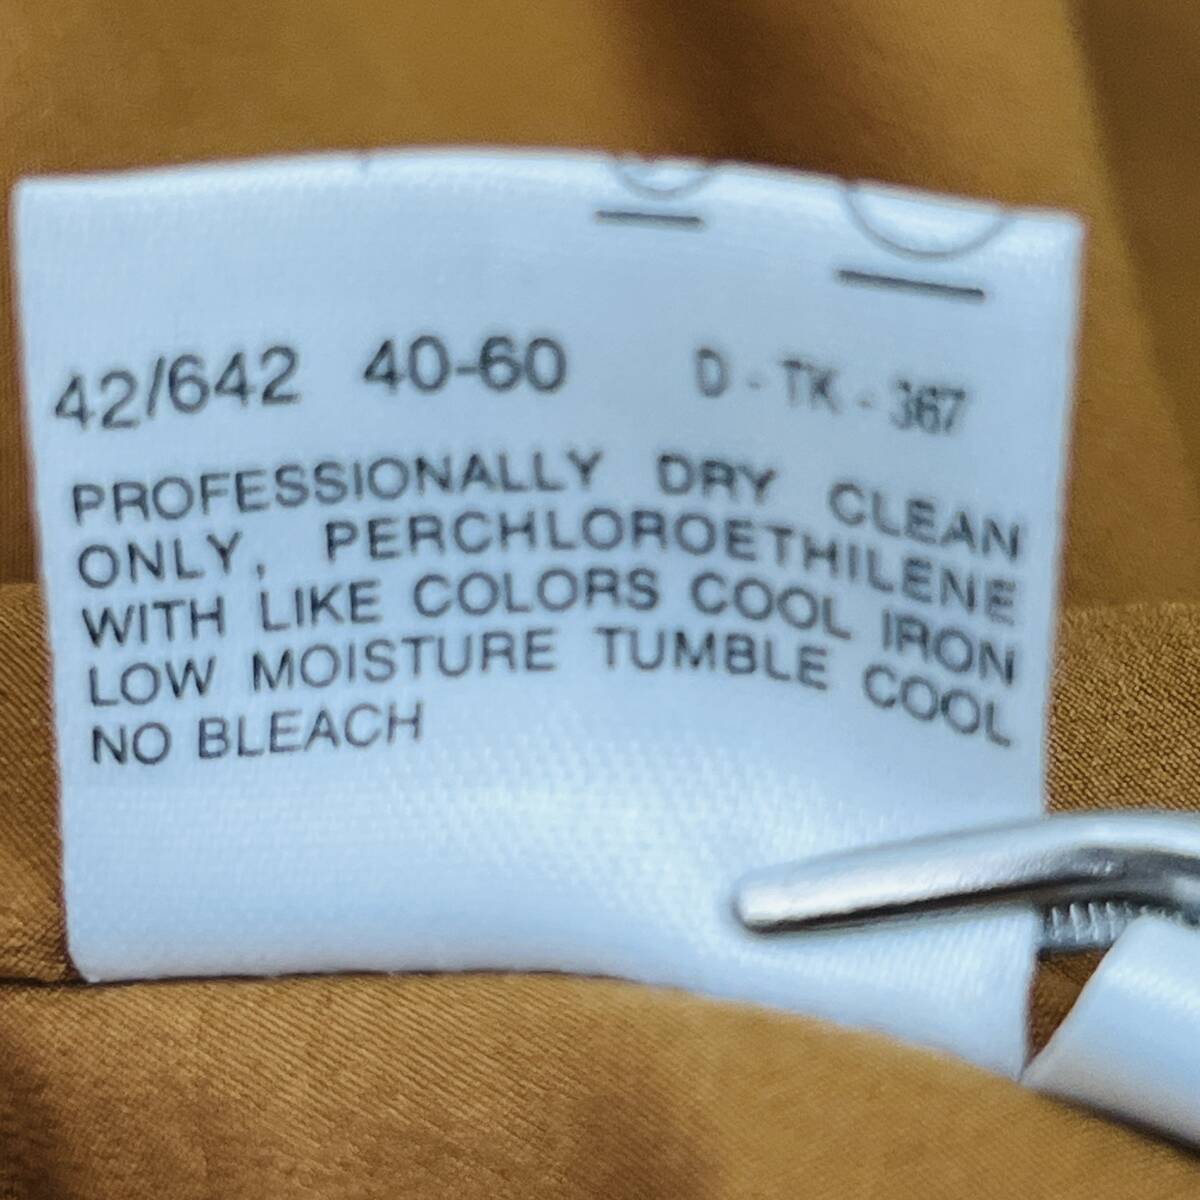 42/642 40-60 D - TK - 367
PROFESSIONALLY DRY CLEAN
ONLY, PERCHLOROETHILENE
WITH LIKE COLORS COOL IRON
LOW MOISTURE TUMBLE COOL
NO BLEACH